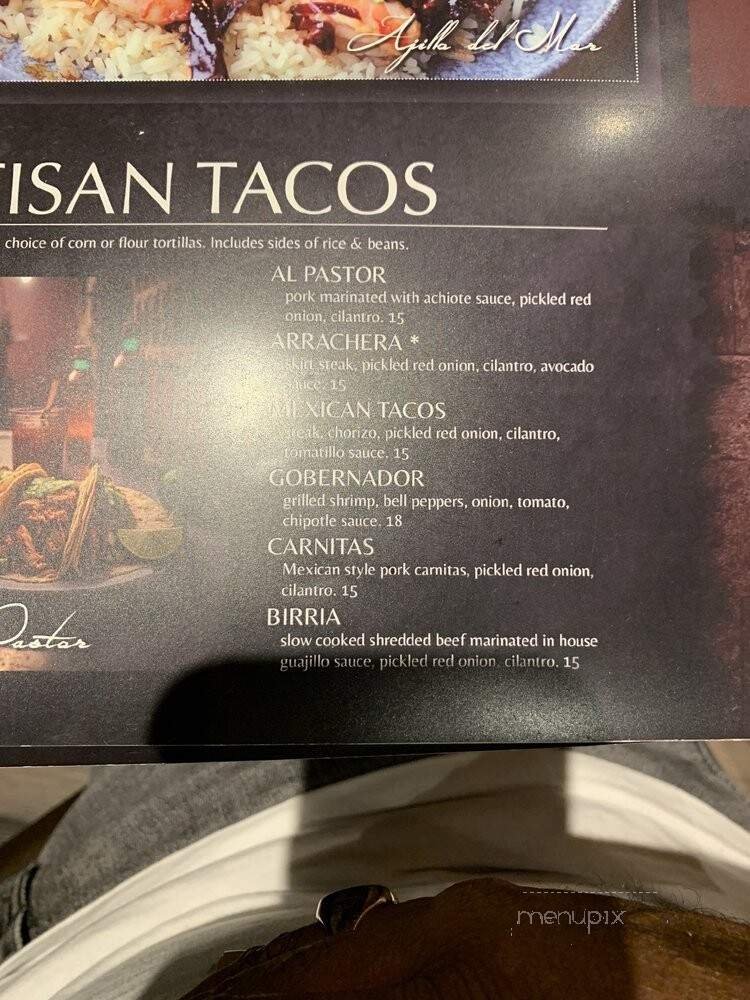 Ajillo del Mar
TISAN TACOS
choice of corn or flour tortillas. Includes sides of rice & beans.
AL PASTOR
pork marinated with achiote sauce, pickled red
onion, cilantro. 15
ARRACHERA *
skirt steak, pickled red onion, cilantro, avocado
sauce. 15
MEXICAN TACOS
steak, chorizo, pickled red onion, cilantro,
tomatillo sauce. 15
GOBERNADOR
grilled shrimp, bell peppers, onion, tomato,
chipotle sauce. 18
CARNITAS
Mexican style pork carnitas, pickled red onion,
cilantro. 15
BIRRIA
slow cooked shredded beef marinated in house
guajillo sauce, pickled red onion, cilantro. 15
Pastor
menupix